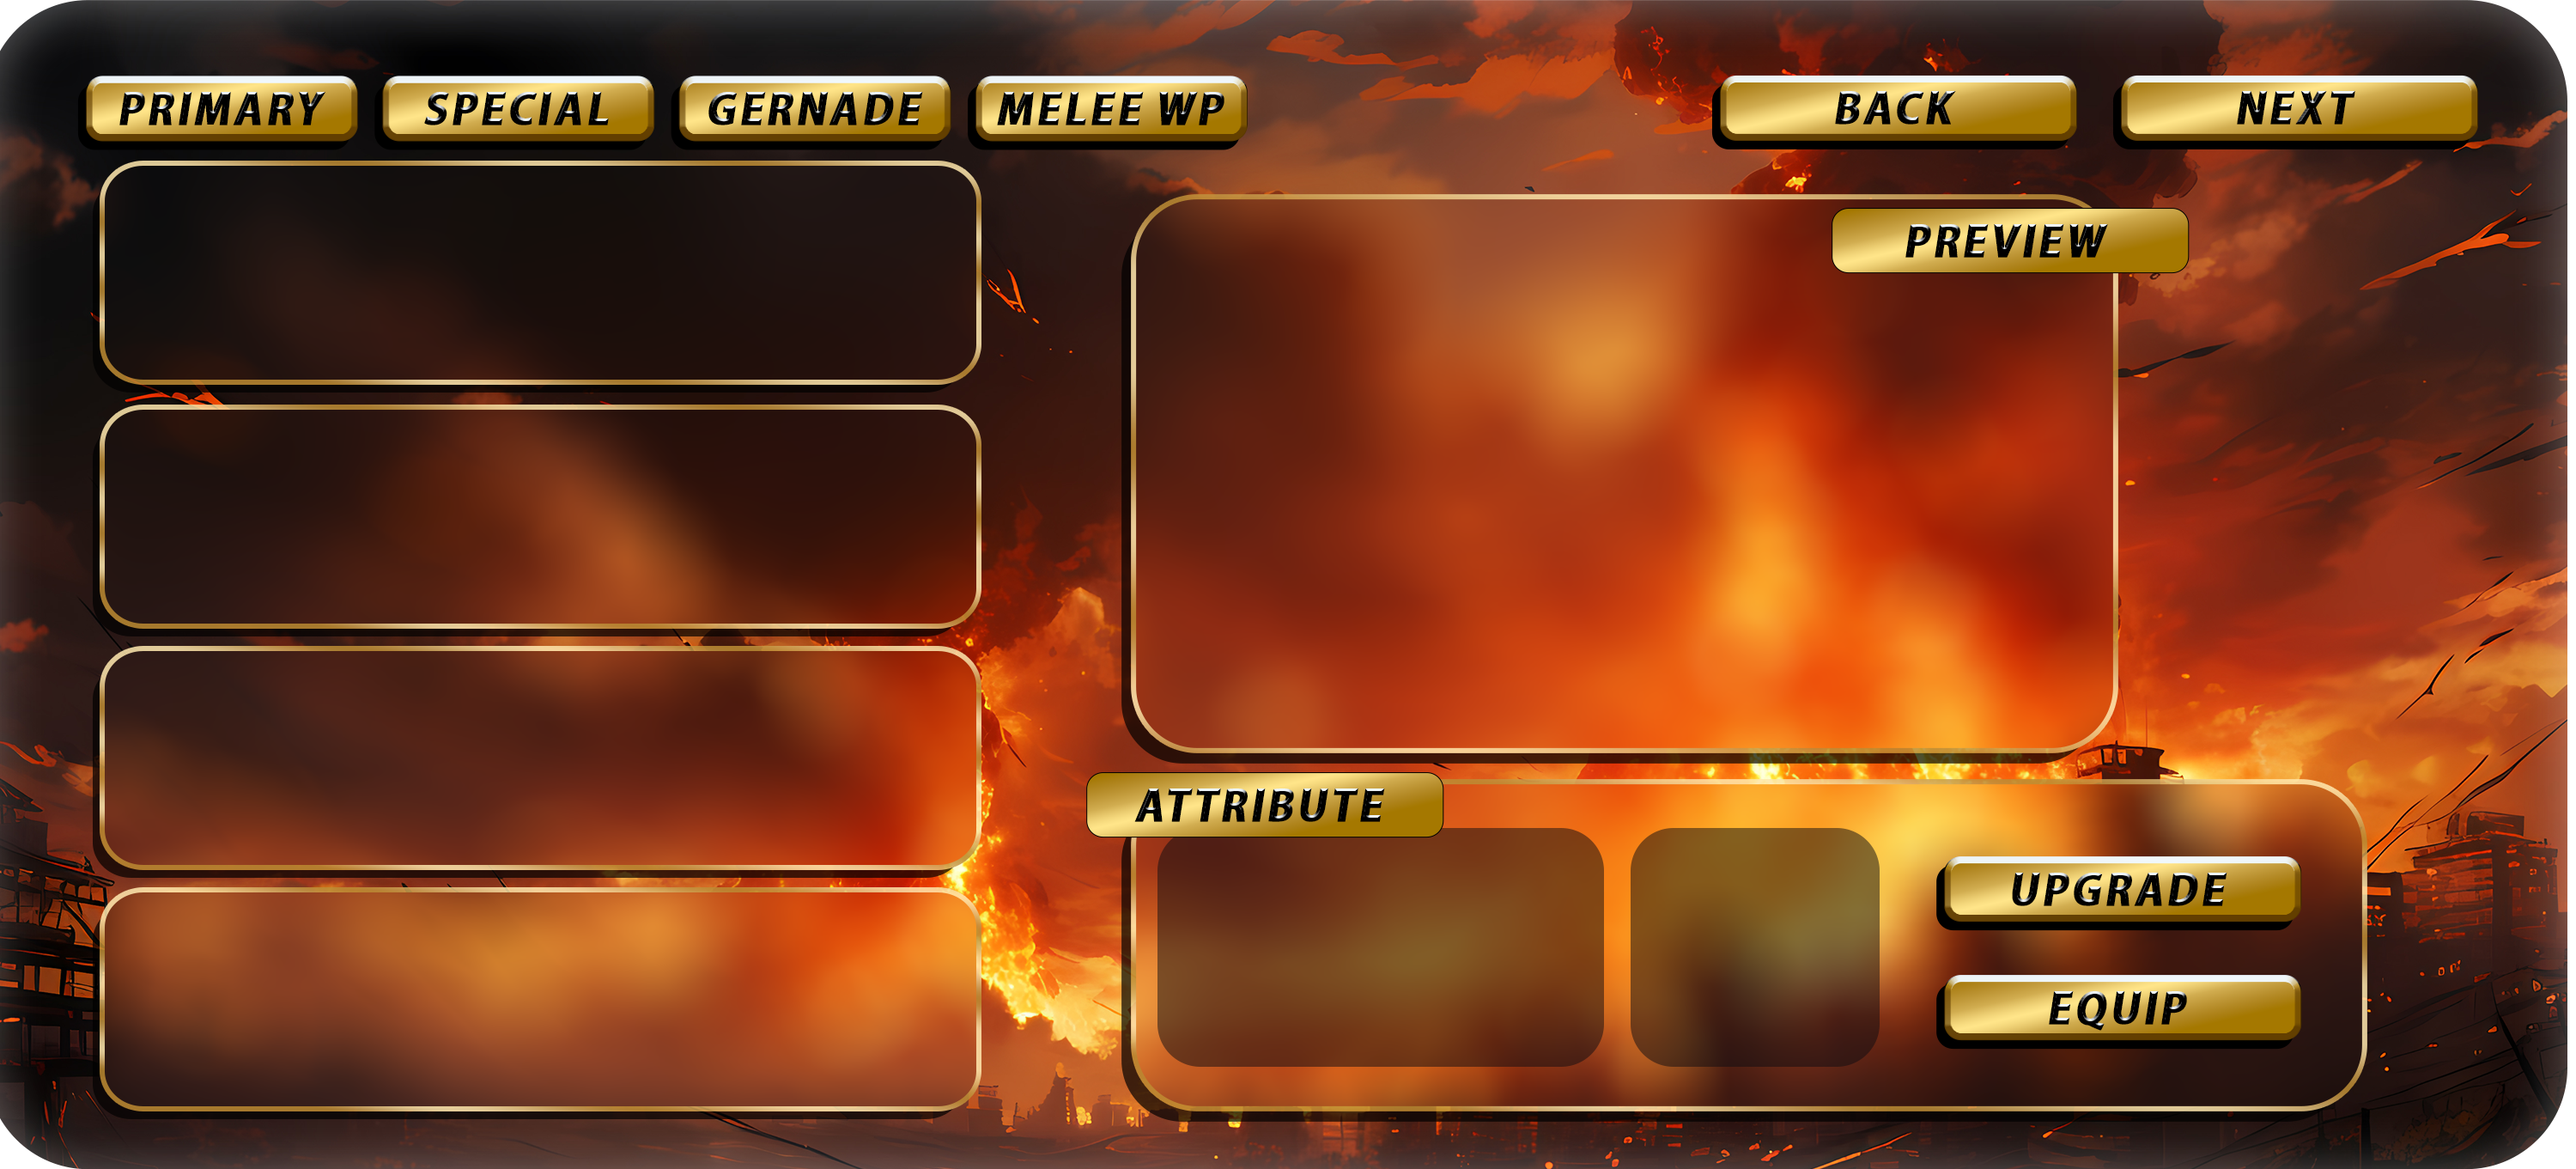 PRIMARY
SPECIAL
GERNADE
MELEE WP
BACK
NEXT
PREVIEW
ATTRIBUTE
UPGRADE
EQUIP